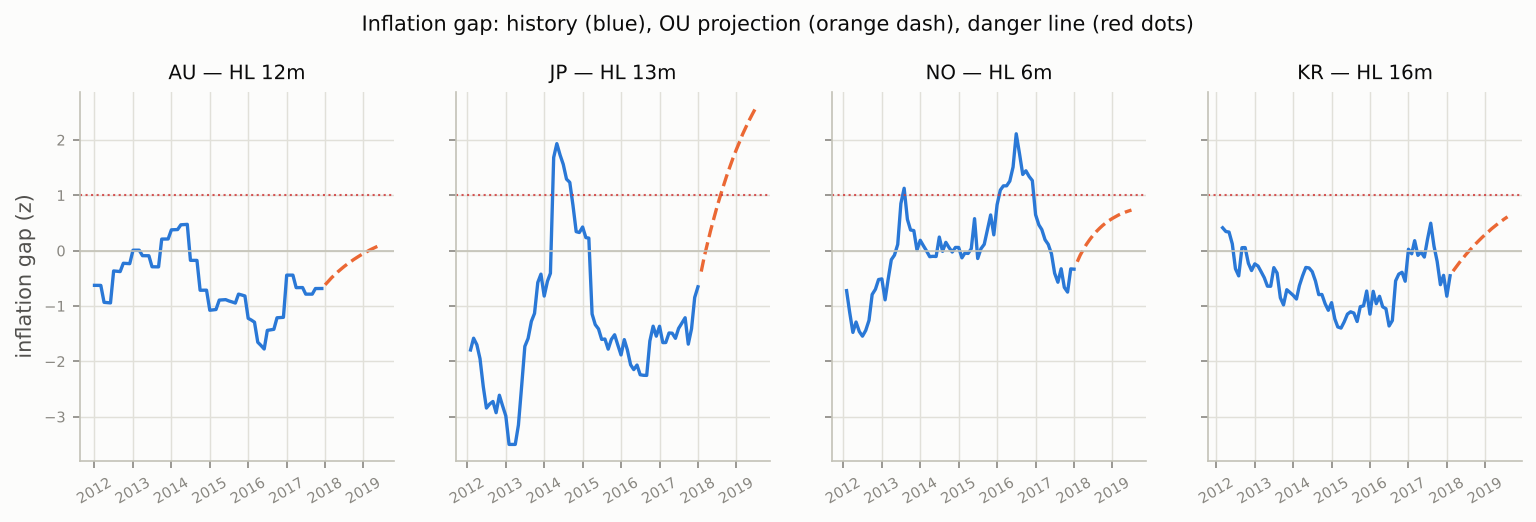 Inflation gap: history (blue), OU projection (orange dash), danger line (red dots)
AU — HL 12m
JP — HL 13m
NO — HL 6m
KR — HL 16m
inflation gap (z)
2
1
0
−1
−2
−3
2012 2013 2014 2015 2016 2017 2018 2019
2012 2013 2014 2015 2016 2017 2018 2019
2012 2013 2014 2015 2016 2017 2018 2019
2012 2013 2014 2015 2016 2017 2018 2019